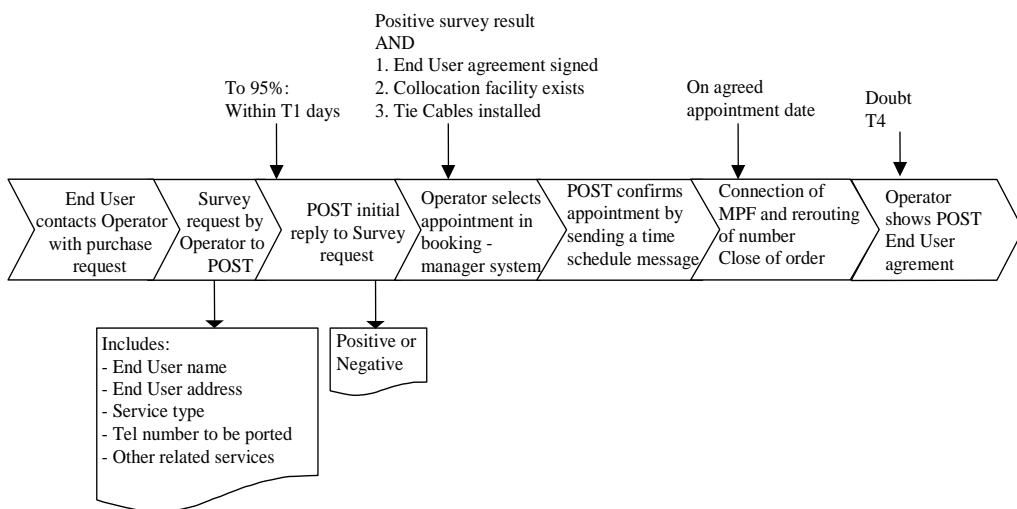 Positive survey result
AND
1. End User agreement signed
2. Collocation facility exists
3. Tie Cables installed
To 95%:
Within T1 days
On agreed
appointment date
Doubt
T4
End User
contacts Operator
with purchase
request
Survey
request by
Operator to
POST
POST initial
reply to Survey
request
Operator selects
appointment in
booking -
manager system
POST confirms
appointment by
sending a time
schedule message
Connection of
MPF and rerouting
of number
Close of order
Operator
shows POST
End User
agrement
Includes:
- End User name
- End User address
- Service type
- Tel number to be ported
- Other related services
Positive or
Negative